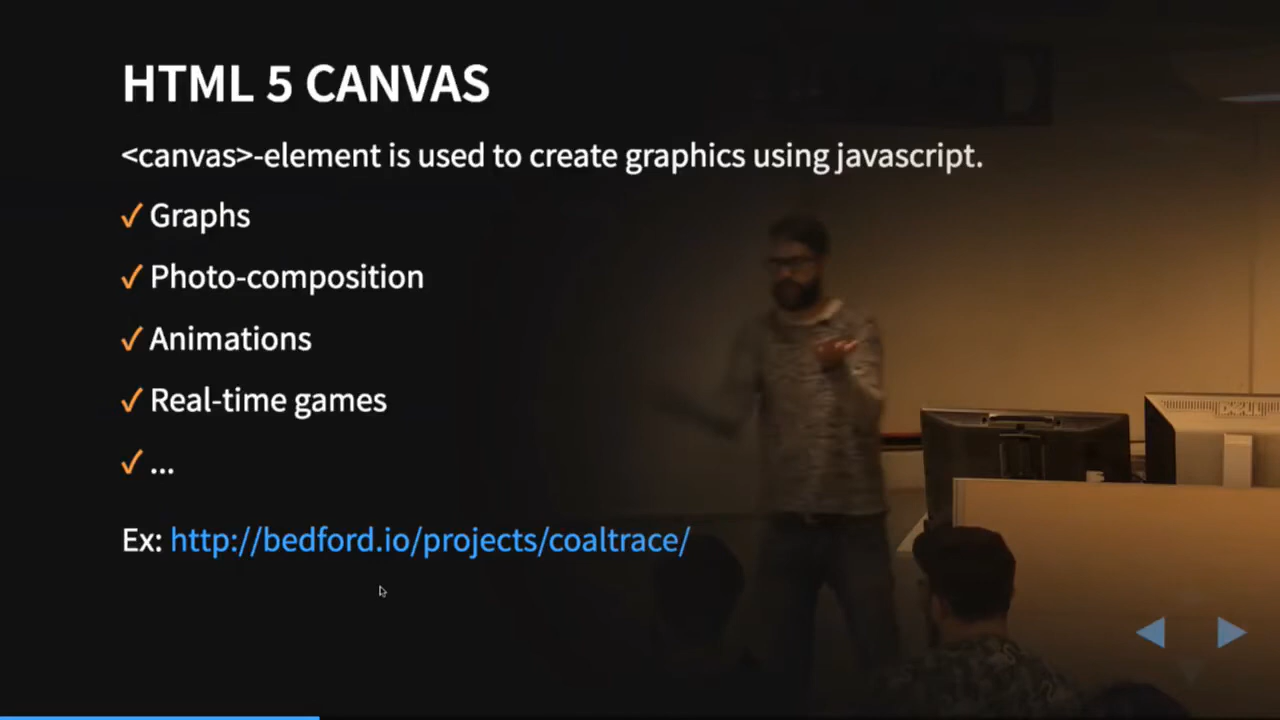 HTML 5 CANVAS
<canvas>-element is used to create graphics using javascript.
✓ Graphs
✓ Photo-composition
✓ Animations
✓ Real-time games
✓ ...
Ex: http://bedford.io/projects/coaltrace/
DELL